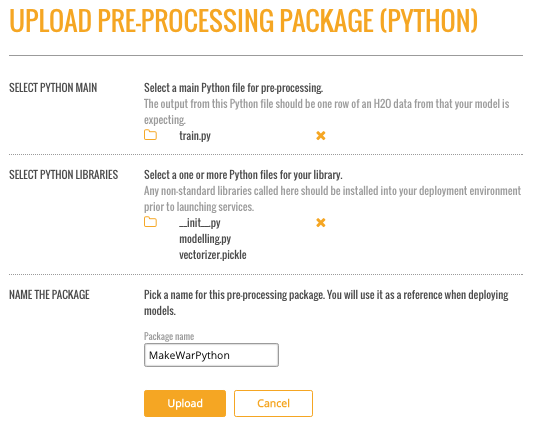 UPLOAD PRE-PROCESSING PACKAGE (PYTHON)
SELECT PYTHON MAIN
Select a main Python file for pre-processing.
The output from this Python file should be one row of an H2O data from that your model is
expecting.
train.py
SELECT PYTHON LIBRARIES
Select a one or more Python files for your library.
Any non-standard libraries called here should be installed into your deployment environment
prior to launching services.
__init__.py
modelling.py
vectorizer.pickle
NAME THE PACKAGE
Pick a name for this pre-processing package. You will use it as a reference when deploying
models.
Package name
MakeWarPython
Upload
Cancel